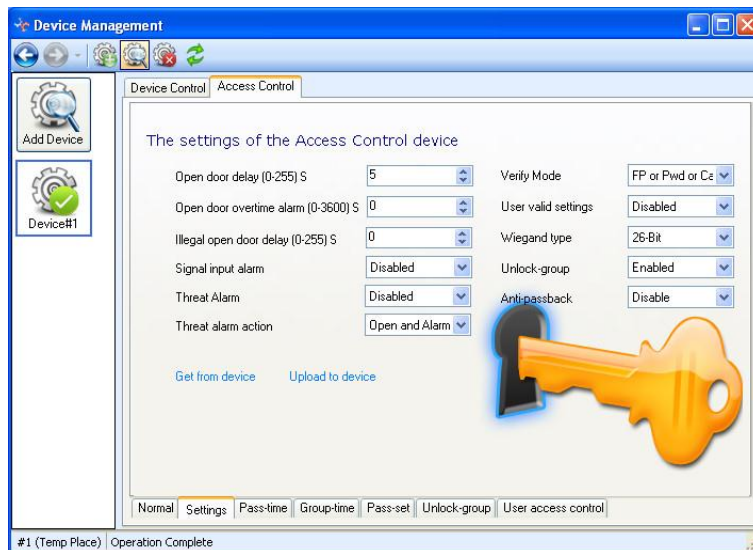 Device Management
Add Device
Device#1
Device Control Access Control
The settings of the Access Control device
Open door delay (0-255) S 5 Verify Mode FP or Pwd or Ca
Open door overtime alarm (0-3600) S 0 User valid settings Disabled
Illegal open door delay (0-255) S 0 Wiegand type 26-Bit
Signal input alarm Disabled Unlock-group Enabled
Threat Alarm Disabled Anti-passback Disable
Threat alarm action Open and Alarm
Get from device Upload to device
Normal Settings Pass-time Group-time Pass-set Unlock-group User access control
#1 (Temp Place) Operation Complete